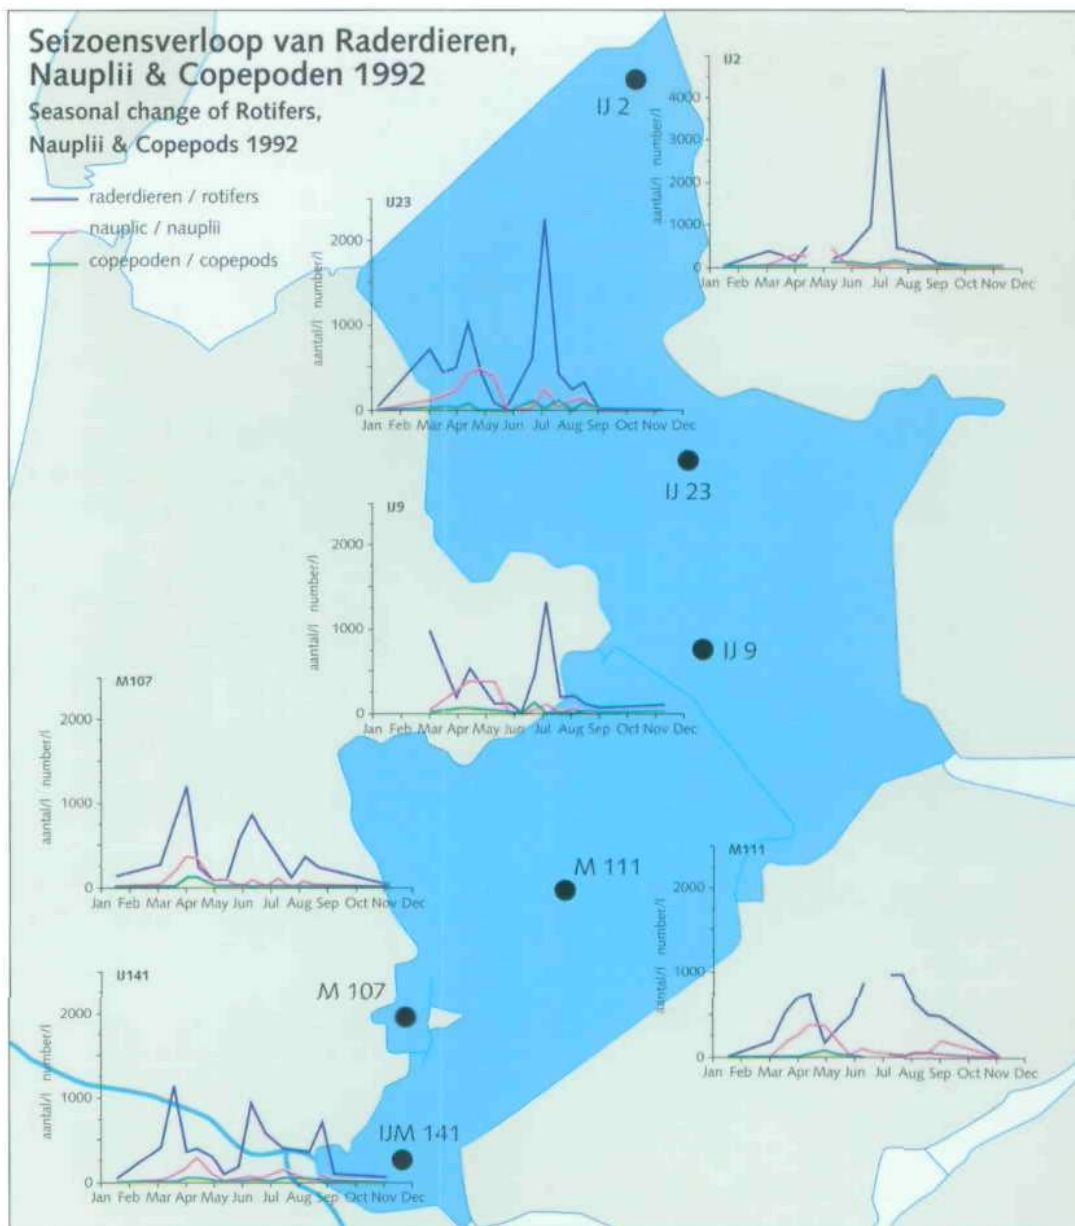 Seizoensverloop van Raderdieren,
Nauplii & Copepoden 1992
Seasonal change of Rotifers,
Nauplii & Copepods 1992
raderdieren / rotifers
nauplic / nauplii
copepoden / copepods
IJ 2
IJ2
aantal/l number/l
4000
3000
2000
1000
0
Jan Feb Mar Apr May Jun Jul Aug Sep Oct Nov Dec
IJ23
aantal/l number/l
2000
1000
0
Jan Feb Mar Apr May Jun Jul Aug Sep Oct Nov Dec
IJ 23
IJ9
aantal/l number/l
2000
1000
0
Jan Feb Mar Apr May Jun Jul Aug Sep Oct Nov Dec
IJ 9
M107
aantal/l number/l
2000
1000
0
Jan Feb Mar Apr May Jun Jul Aug Sep Oct Nov Dec
M 111
M111
aantal/l number/l
2000
1000
0
Jan Feb Mar Apr May Jun Jul Aug Sep Oct Nov Dec
M 107
IJ141
aantal/l number/l
2000
1000
0
Jan Feb Mar Apr May Jun Jul Aug Sep Oct Nov Dec
IJM 141